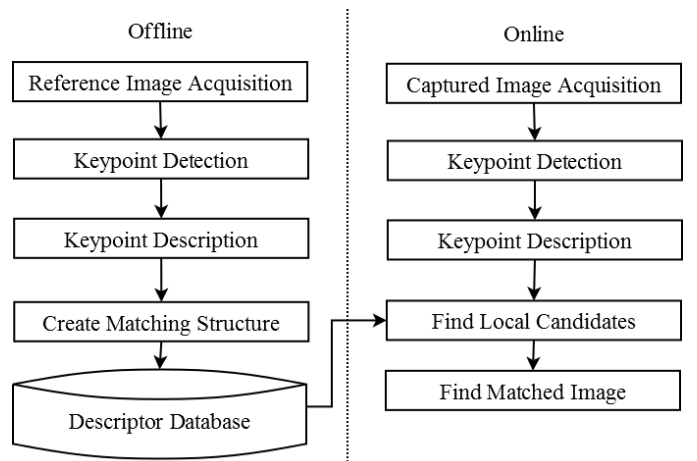 Offline
Reference Image Acquisition
Keypoint Detection
Keypoint Description
Create Matching Structure
Descriptor Database
Online
Captured Image Acquisition
Keypoint Detection
Keypoint Description
Find Local Candidates
Find Matched Image